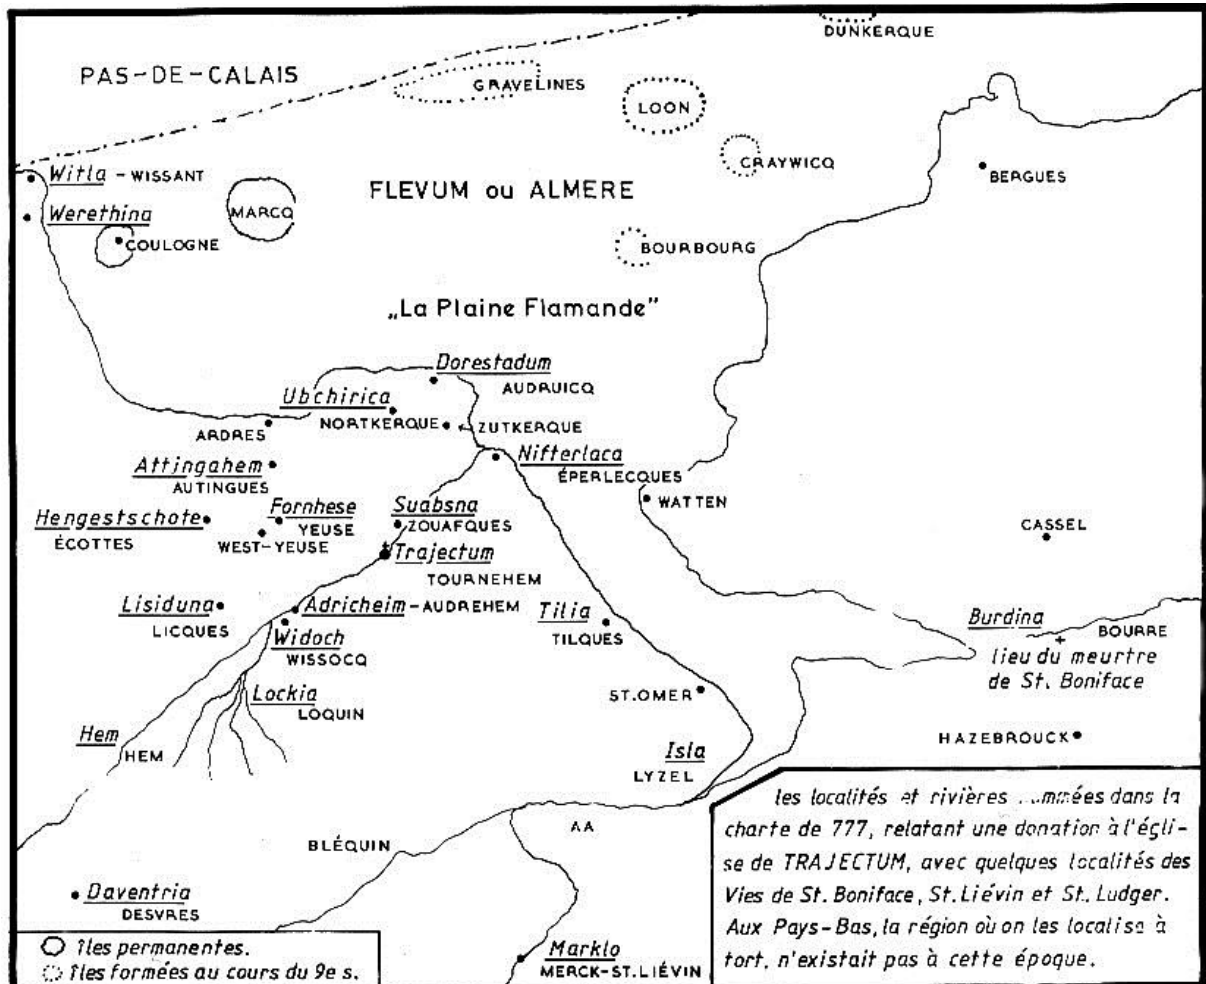 DUNKERQUE
PAS-DE-CALAIS
GRAVELINES
LOON
CRAYWICQ
BERGUES
Witla - WISSANT
FLEVUM ou ALMERE
Werethina
MARCQ
COULOGNE
BOURBOURG
„La Plaine Flamande”
Dorestadum
AUDRUICQ
Ubchirica
NORTKERQUE
ZUTKERQUE
ARDRES
Nifterlaca
ÉPERLECQUES
Attingahem
AUTINGUES
WATTEN
Hengestschote
ÉCOTTES
Fornhese
YEUSE
WEST-YEUSE
Suabsna
ZOUAFQUES
CASSEL
Trajectum
TOURNEHEM
Lisiduna
LICQUES
Adricheim - AUDREHEM
Tilia
TILQUES
Burdina
BOURRE
Widoch
WISSOCQ
lieu du meurtre
de St. Boniface
Lockia
LOQUIN
ST. OMER
Hem
HEM
HAZEBROUCK
Isla
LYZEL
AA
BLÉQUIN
les localités et rivières dans la
charte de 777, relatant une donation à l'égli-
se de TRAJECTUM, avec quelques localités des
Vies de St. Boniface, St. Liévin et St. Ludger.
Aux Pays-Bas, la région où on les localise à
tort, n'existait pas à cette époque.
Daventria
DESVRES
îles permanentes.
îles formées au cours du 9e s.
Marklo
MERCK-ST. LIÉVIN